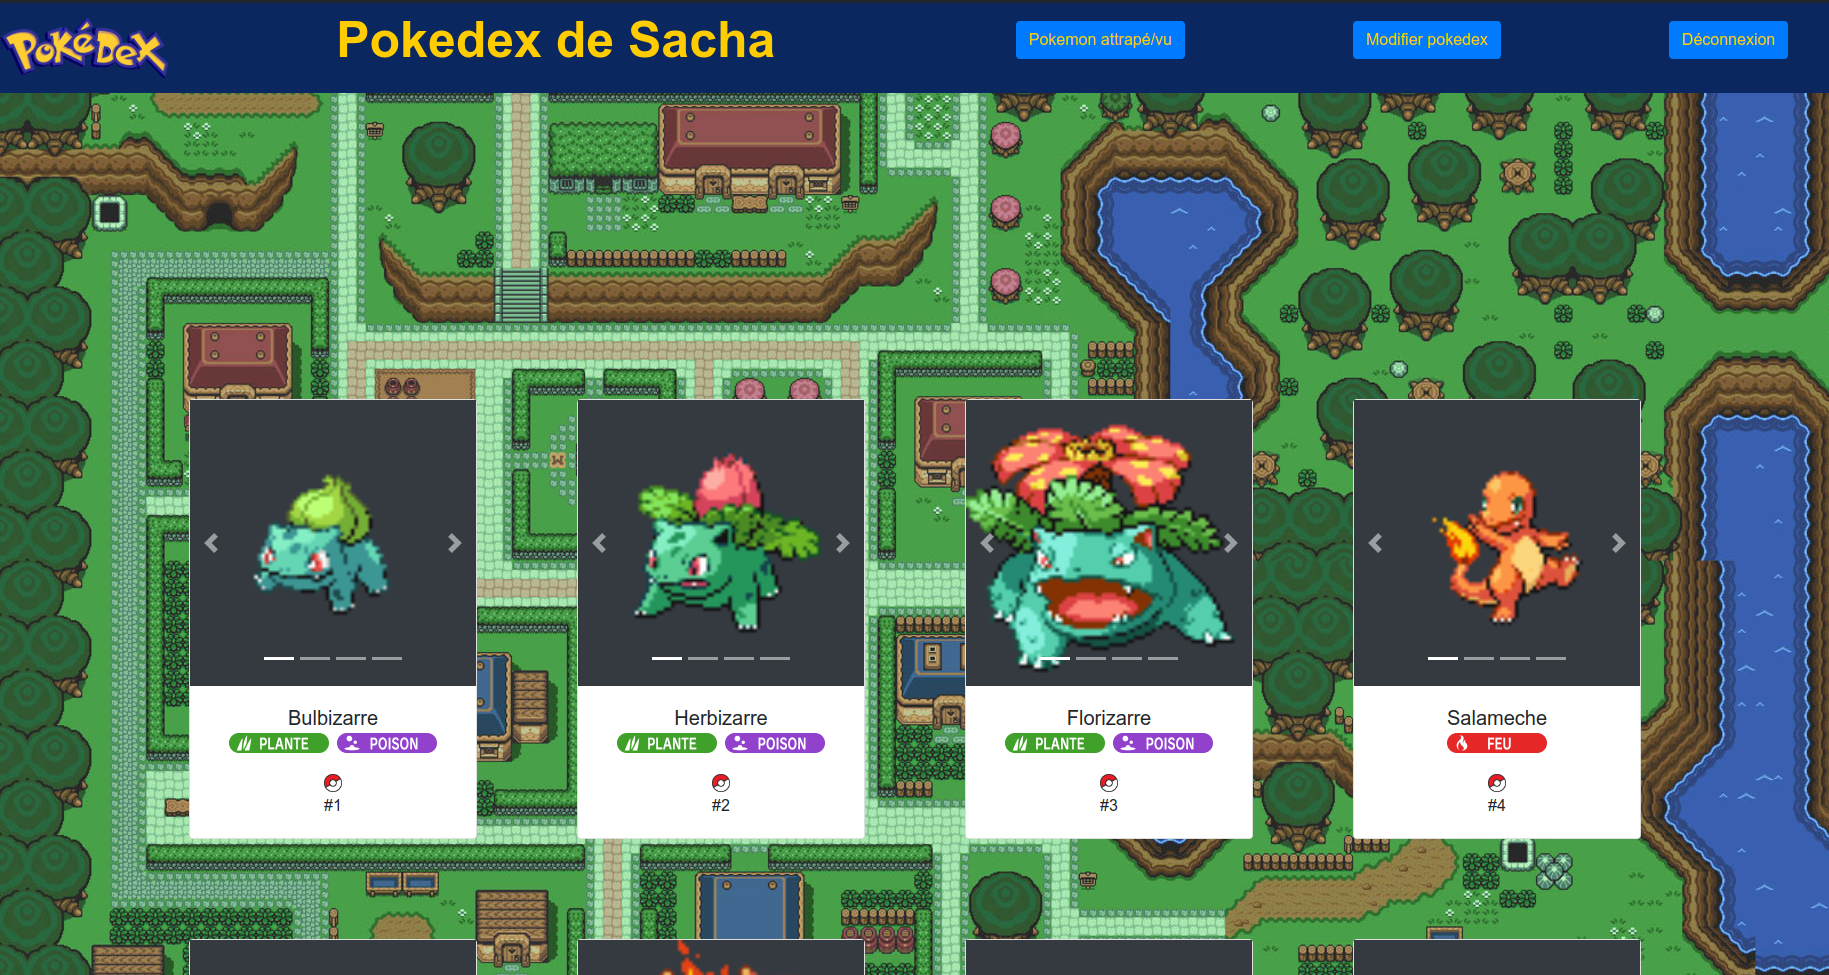 POKéDEX
Pokedex de Sacha
Pokemon attrapé/vu
Modifier pokedex
Déconnexion
Bulbizarre
PLANTE POISON
#1
Herbizarre
PLANTE POISON
#2
Florizarre
PLANTE POISON
#3
Salameche
FEU
#4